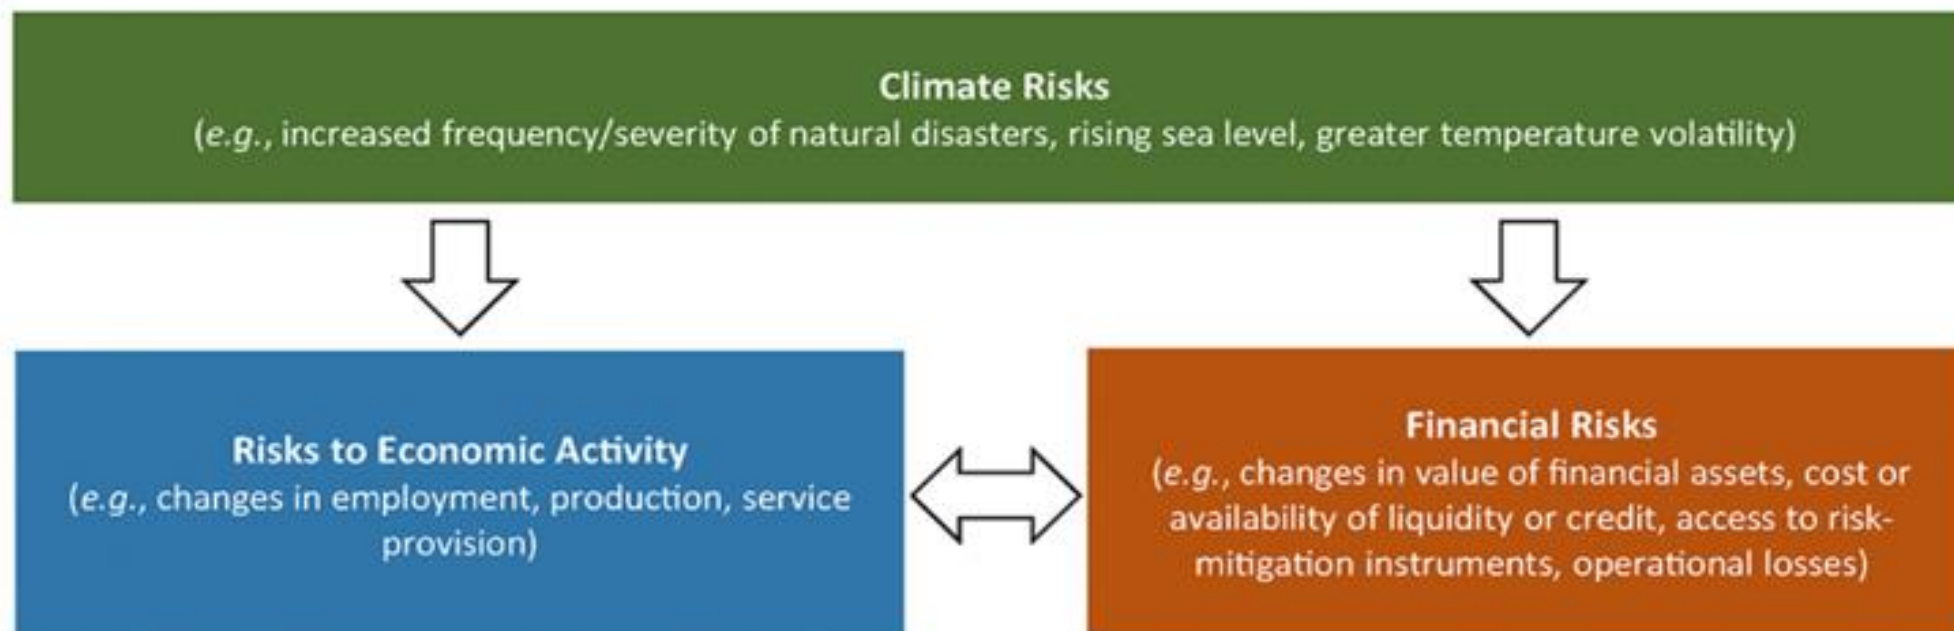 Climate Risks
(e.g., increased frequency/severity of natural disasters, rising sea level, greater temperature volatility)
Risks to Economic Activity
(e.g., changes in employment, production, service
provision)
Financial Risks
(e.g., changes in value of financial assets, cost or
availability of liquidity or credit, access to risk-
mitigation instruments, operational losses)